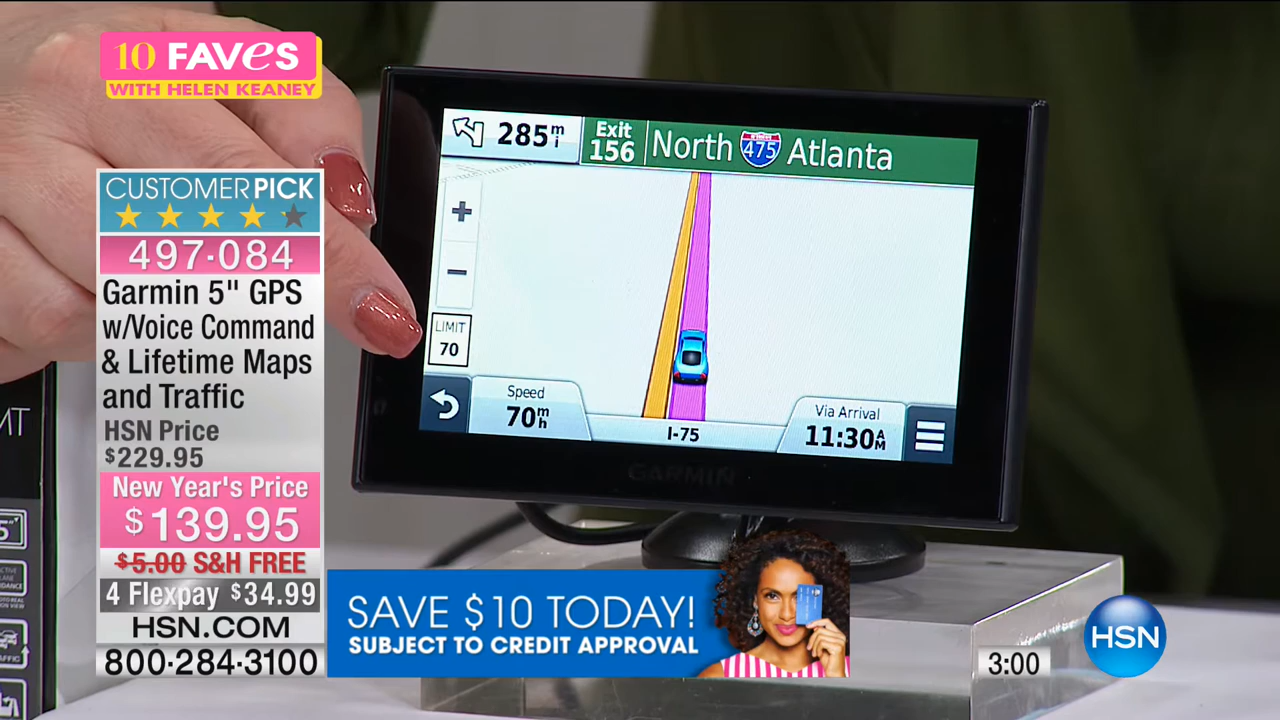 10 FAVeS
WITH HELEN KEANEY
CUSTOMER PICK
497·084
Garmin 5" GPS
w/Voice Command
& Lifetime Maps
and Traffic
HSN Price
$229.95
New Year's Price
$139.95
$5.00 S&H FREE
4 Flexpay $34.99
HSN.COM
800·284·3100
285 mi
Exit 156
North 475 Atlanta
+
−
LIMIT
70
Speed
70 mh
I-75
Via Arrival
11:30 AM
GARMIN
MT
5"
SAVE $10 TODAY!
SUBJECT TO CREDIT APPROVAL
3:00
HSN